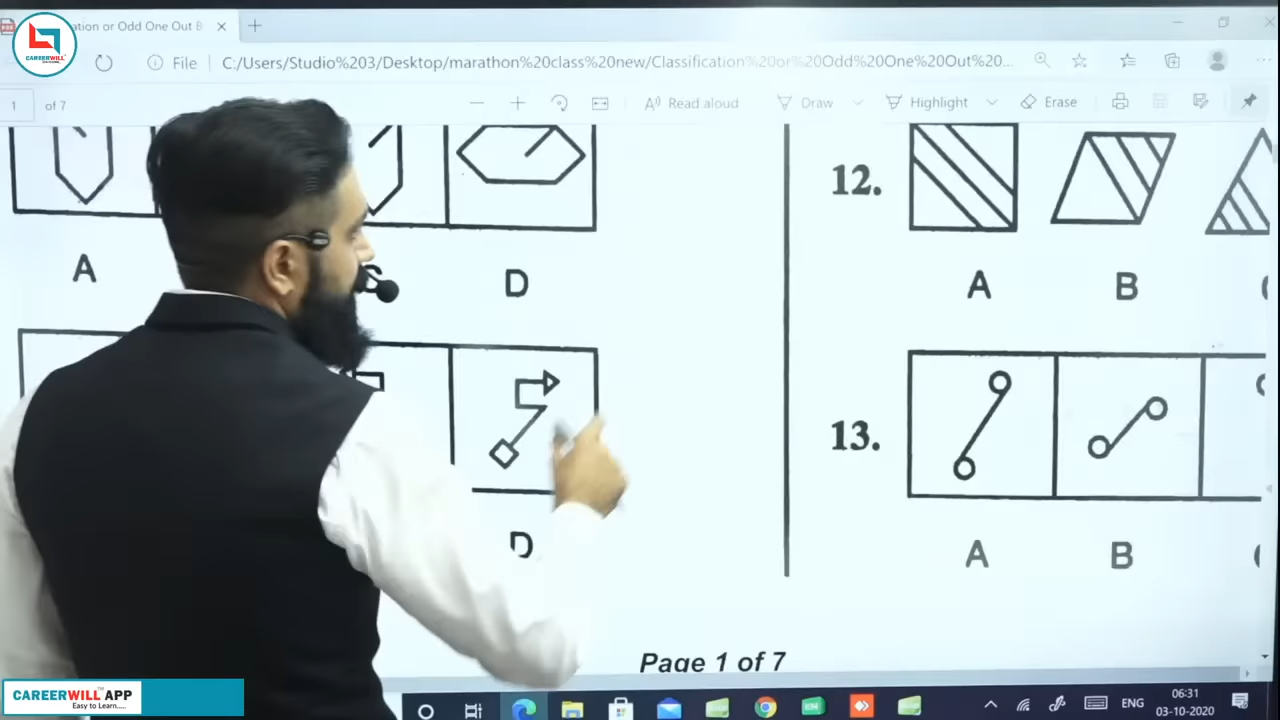 ation or Odd One Out B
CAREERWILL
File
C:/Users/Studio%203/Desktop/marathon%20class%20new/Classification%20or%20Odd%20One%20Out%20...
1 of 7
Read aloud
Draw
Highlight
Erase
12.
A
D
A
B
13.
D
A
B
Page 1 of 7
CAREERWILL APP
Easy to Learn.....
ENG
06:31
03-10-2020